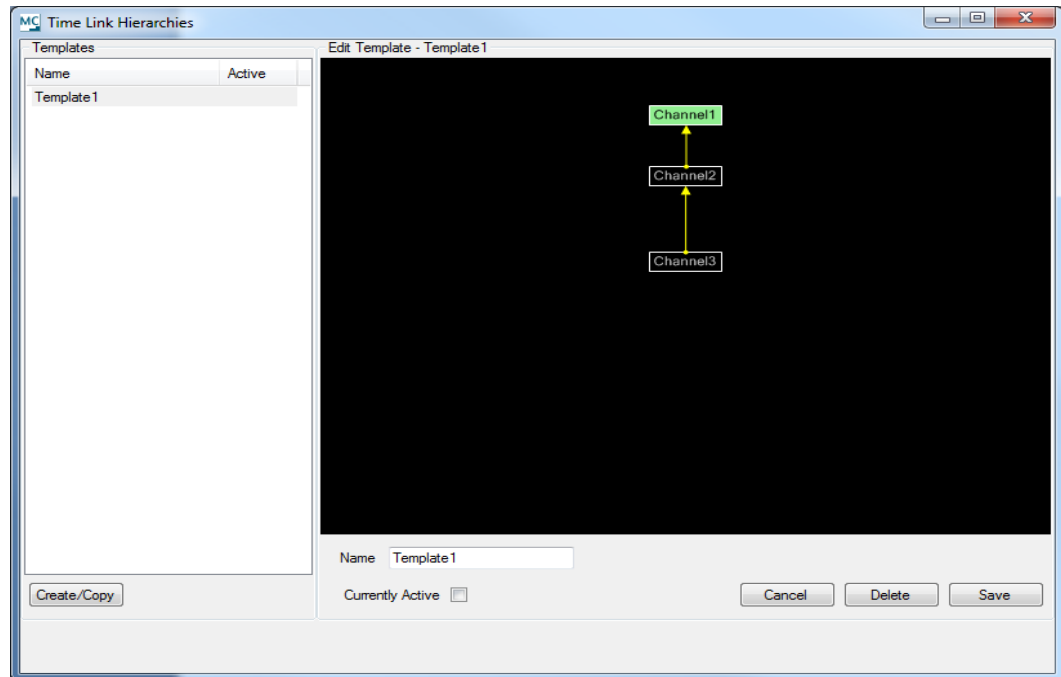 MC Time Link Hierarchies
Templates
Name Active
Template1
Create/Copy
Edit Template - Template1
Channel1
Channel2
Channel3
Name Template1
Currently Active
Cancel Delete Save